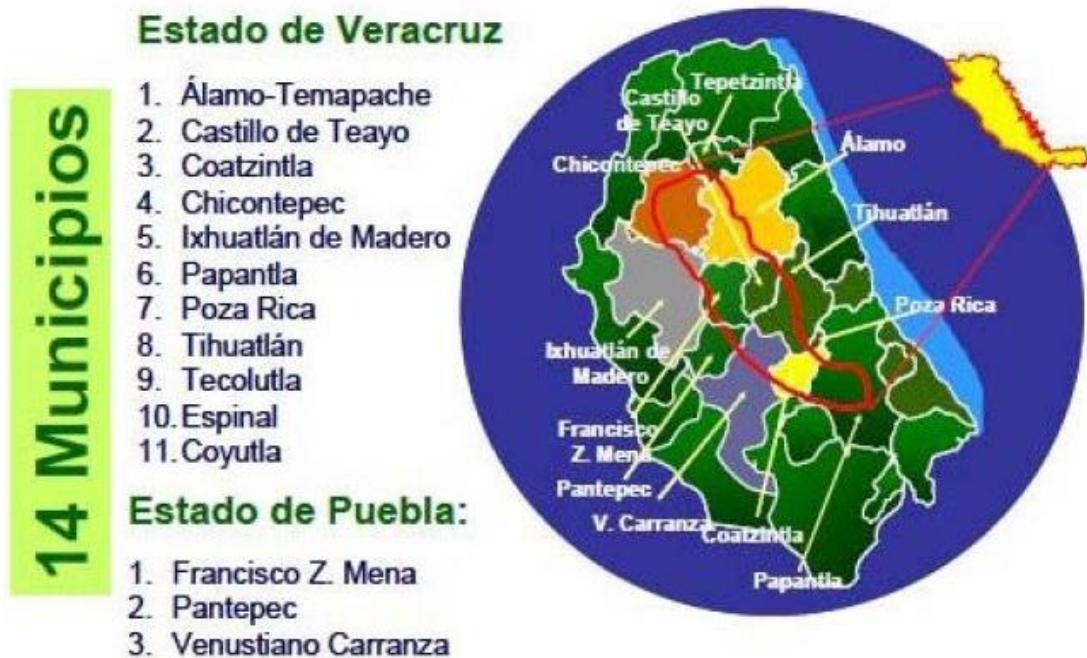 14 Municipios
Estado de Veracruz
1. Álamo-Temapache
2. Castillo de Teayo
3. Coatzintla
4. Chicontepec
5. Ixhuatlán de Madero
6. Papantla
7. Poza Rica
8. Tihuatlán
9. Tecolutla
10. Espinal
11. Coyutla
Estado de Puebla:
1. Francisco Z. Mena
2. Pantepec
3. Venustiano Carranza
Tepetzintla
Castillo
de Teayo
Álamo
Chicontepec
Tihuatlán
Poza Rica
Ixhuatlán de
Madero
Francisco
Z. Mena
Pantepec
V. Carranza
Coatzintla
Papantla